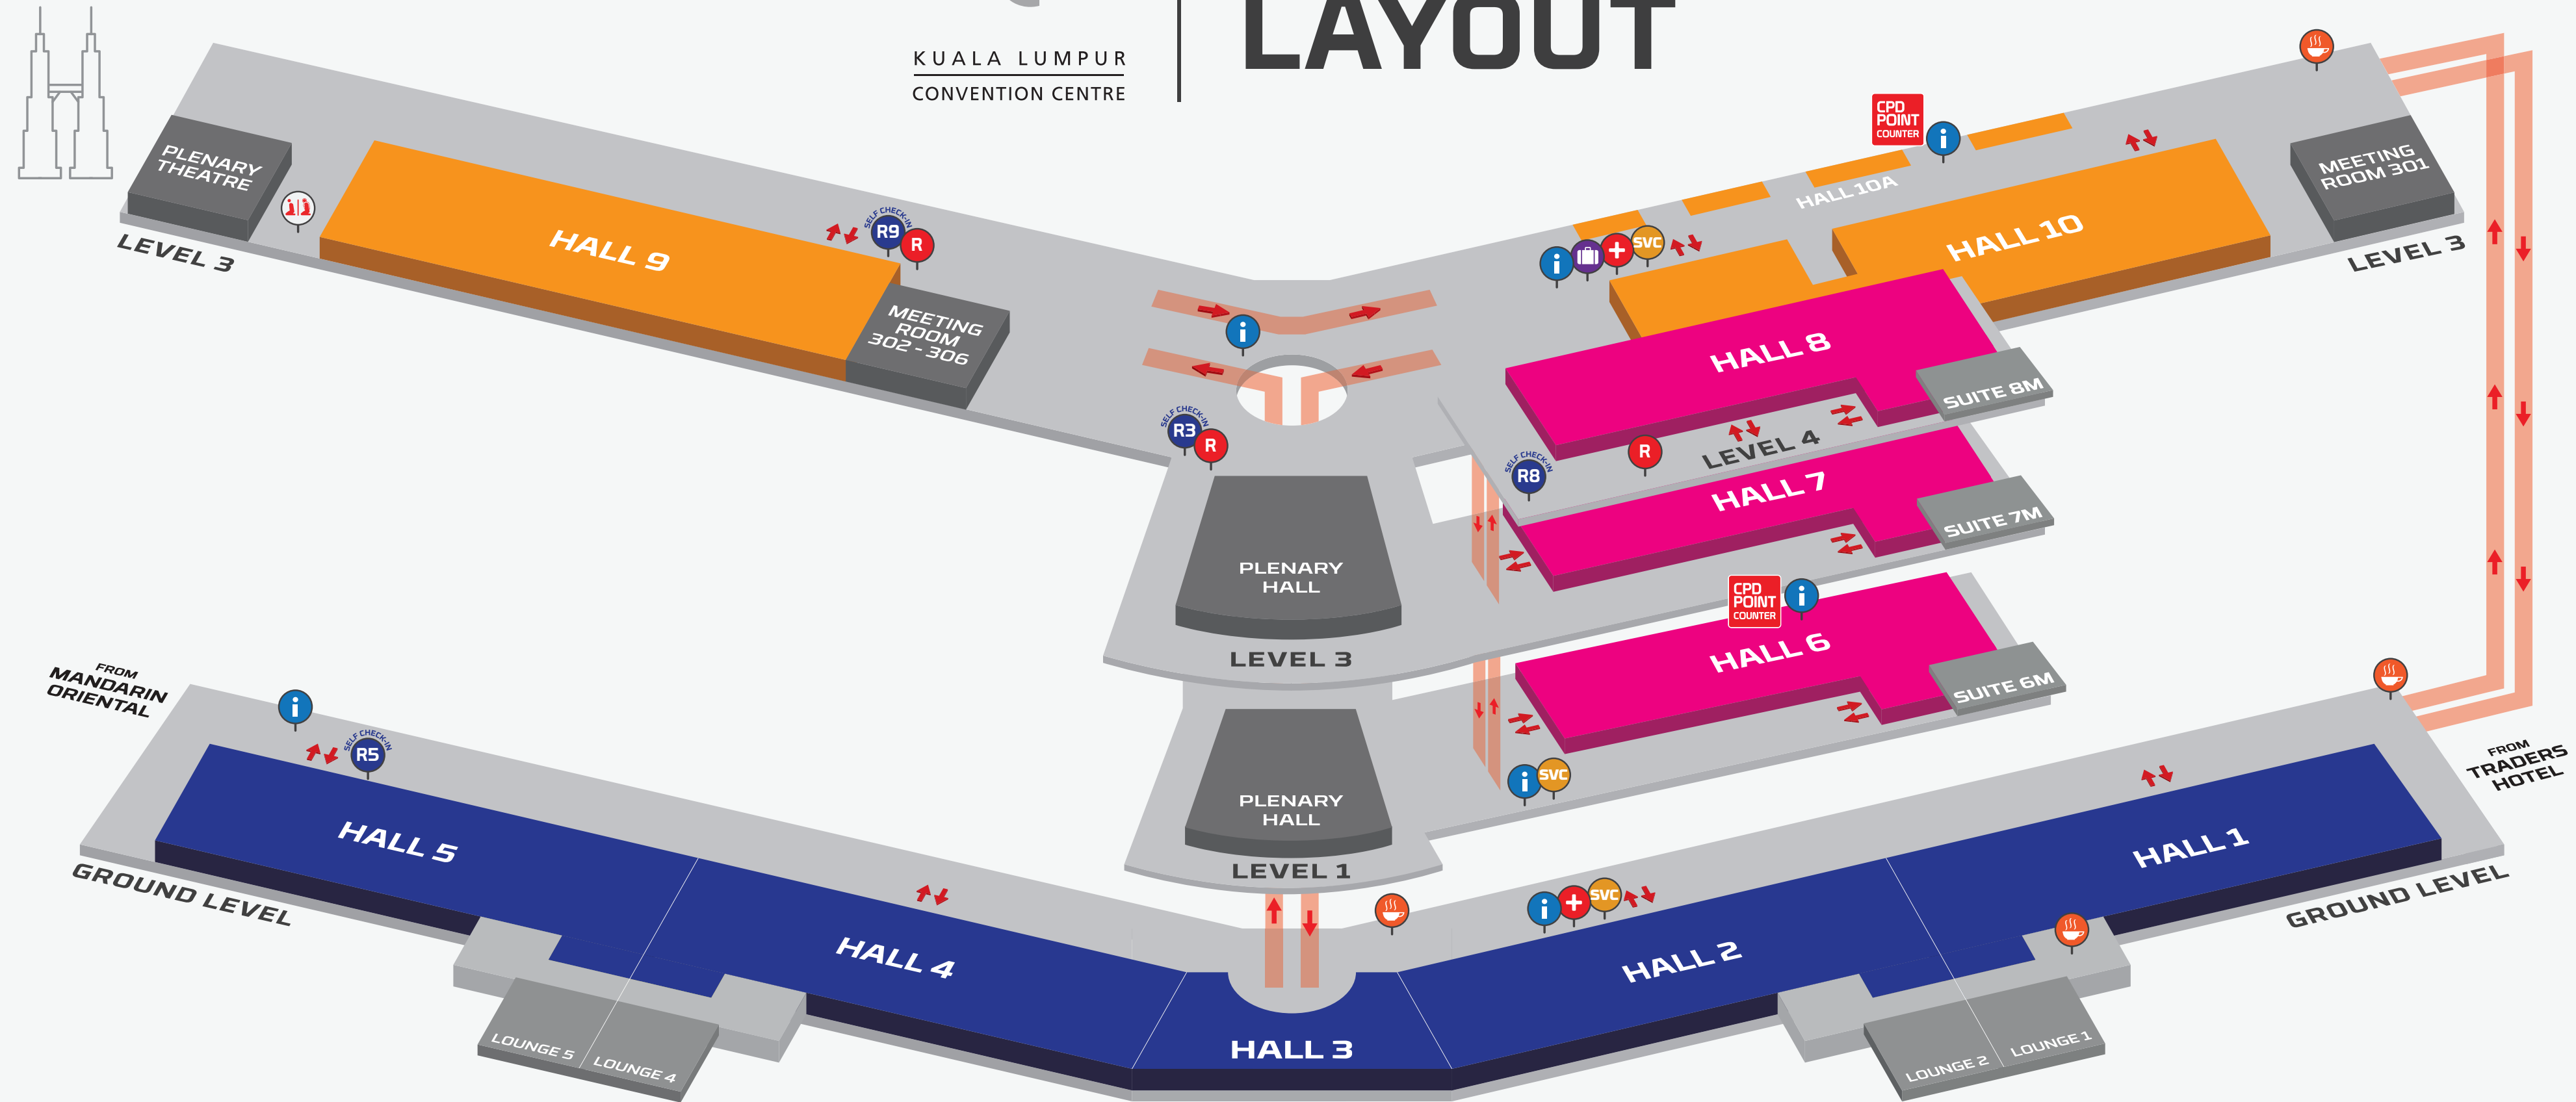 LAYOUT
KUALA LUMPUR
CONVENTION CENTRE
PLENARY
THEATRE
LEVEL 3
HALL 9
SELF CHECK-IN
R9
R
MEETING
ROOM
302 - 306
CPD
POINT
COUNTER
i
HALL 10A
HALL 10
MEETING
ROOM 301
LEVEL 3
i
SVC
i
HALL 8
SUITE 8M
SELF CHECK-IN
R3
R
R
LEVEL 4
SELF CHECK-IN
R8
HALL 7
SUITE 7M
PLENARY
HALL
LEVEL 3
CPD
POINT
COUNTER
i
HALL 6
SUITE 6M
i
SVC
PLENARY
HALL
LEVEL 1
FROM
MANDARIN
ORIENTAL
i
SELF CHECK-IN
R5
HALL 5
GROUND LEVEL
HALL 4
LOUNGE 5
LOUNGE 4
HALL 3
i
SVC
HALL 2
HALL 1
LOUNGE 2
LOUNGE 1
FROM
TRADERS
HOTEL
GROUND LEVEL